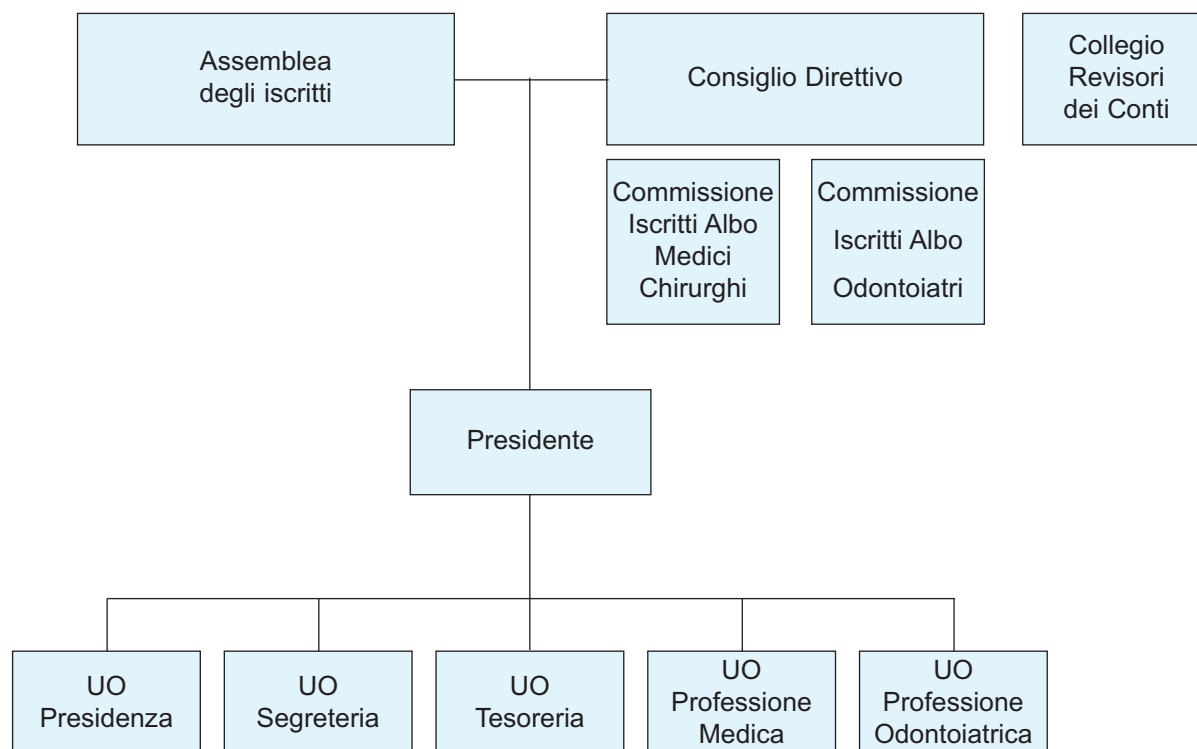 Assemblea
degli iscritti
Consiglio Direttivo
Collegio
Revisori
dei Conti
Commissione
Iscritti Albo
Medici
Chirurghi
Commissione
Iscritti Albo
Odontoiatri
Presidente
UO
Presidenza
UO
Segreteria
UO
Tesoreria
UO
Professione
Medica
UO
Professione
Odontoiatrica